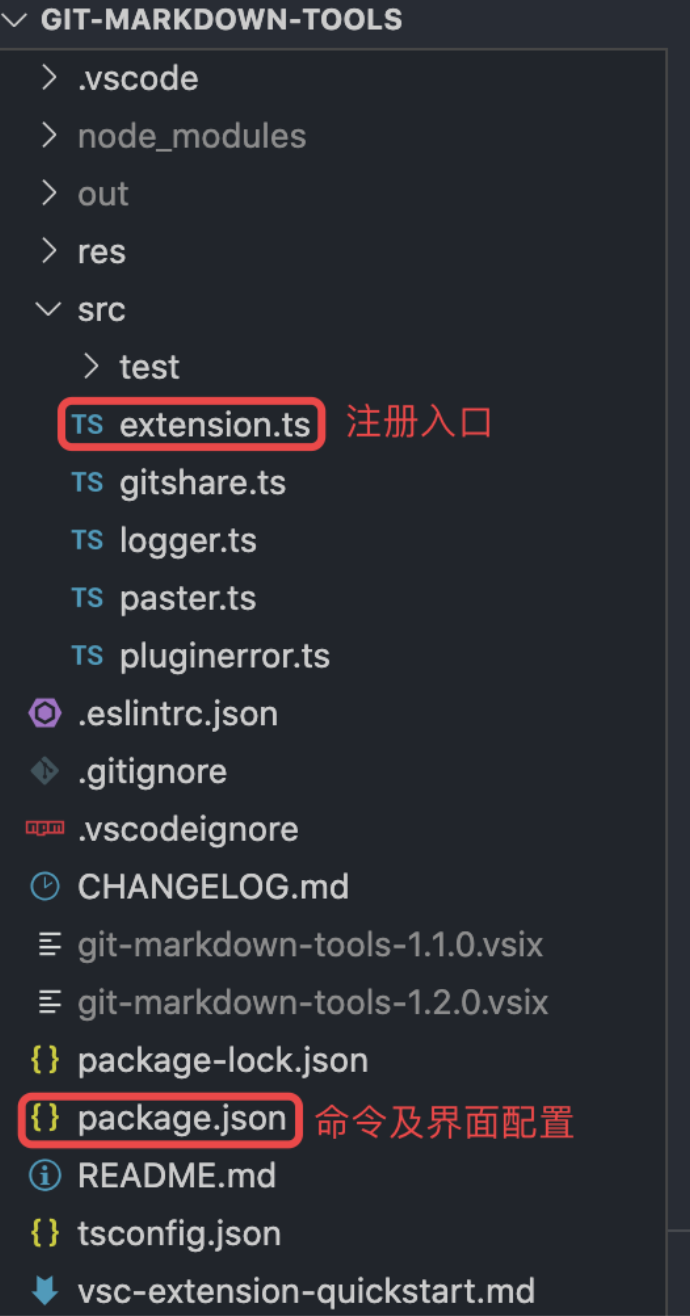 GIT-MARKDOWN-TOOLS
.vscode
node_modules
out
res
src
test
TS extension.ts 注册入口
TS gitshare.ts
TS logger.ts
TS paster.ts
TS pluginerror.ts
.eslintrc.json
.gitignore
npm .vscodeignore
CHANGELOG.md
git-markdown-tools-1.1.0.vsix
git-markdown-tools-1.2.0.vsix
{} package-lock.json
{} package.json 命令及界面配置
README.md
{} tsconfig.json
vsc-extension-quickstart.md